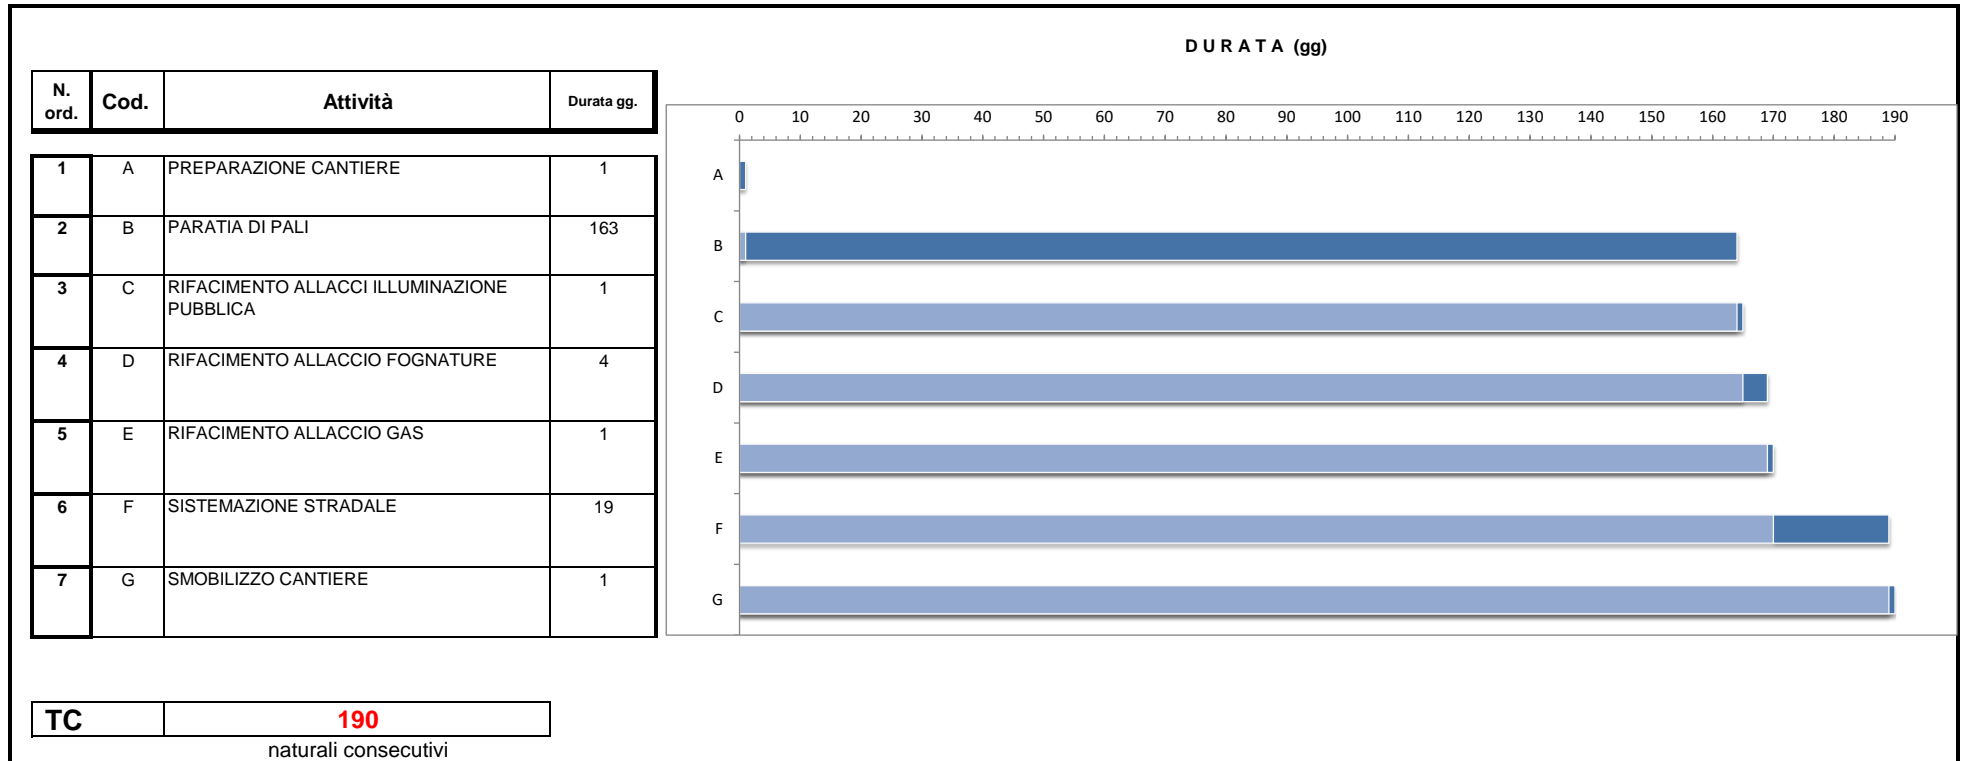 D U R A T A (gg)
N. ord. Cod. Attività Durata gg.
0 10 20 30 40 50 60 70 80 90 100 110 120 130 140 150 160 170 180 190
1 A PREPARAZIONE CANTIERE 1
A
2 B PARATIA DI PALI 163
B
3 C RIFACIMENTO ALLACCI ILLUMINAZIONE 1
PUBBLICA
C
4 D RIFACIMENTO ALLACCIO FOGNATURE 4
D
5 E RIFACIMENTO ALLACCIO GAS 1
E
6 F SISTEMAZIONE STRADALE 19
F
7 G SMOBILIZZO CANTIERE 1
G
TC 190
naturali consecutivi